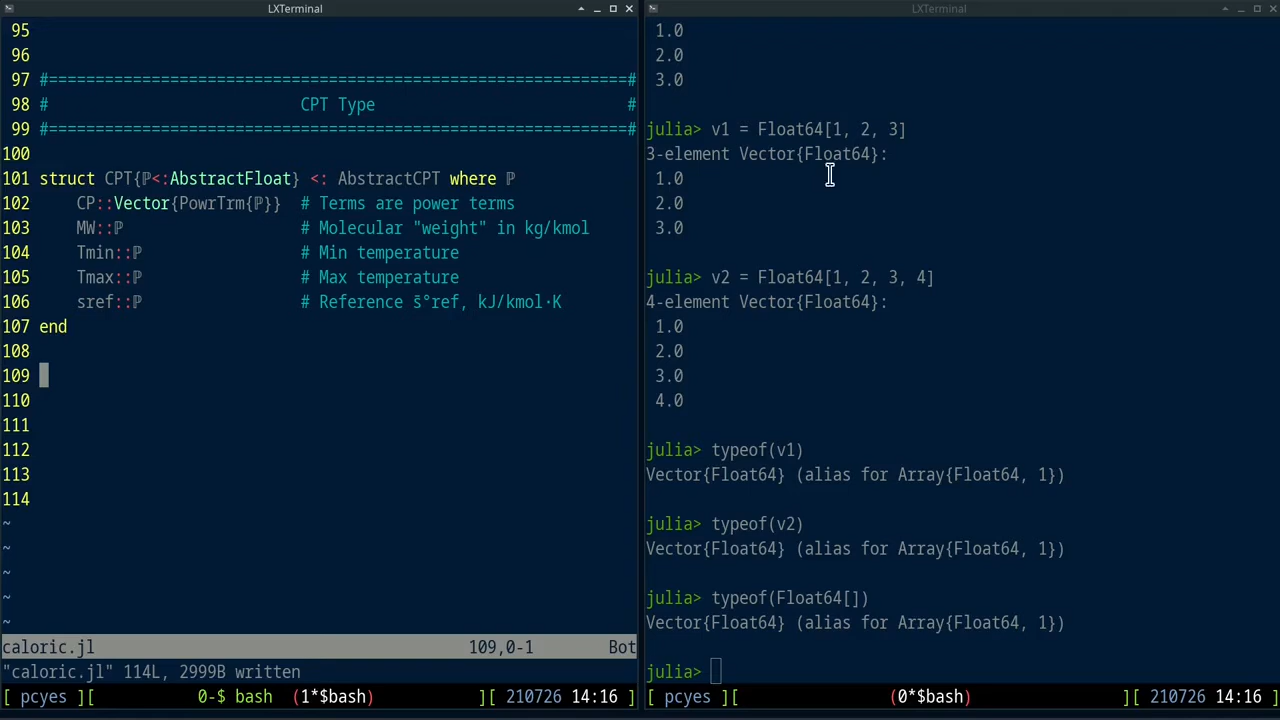 LXTerminal
95
96
97 #==============================================================#
98 # CPT Type #
99 #==============================================================#
100
101 struct CPT{ℙ<:AbstractFloat} <: AbstractCPT where ℙ
102 CP::Vector{PowrTrm{ℙ}} # Terms are power terms
103 MW::ℙ # Molecular "weight" in kg/kmol
104 Tmin::ℙ # Min temperature
105 Tmax::ℙ # Max temperature
106 sref::ℙ # Reference s̄°ref, kJ/kmol⋅K
107 end
108
109
110
111
112
113
114
~
~
~
~
~
caloric.jl 109,0-1 Bot
"caloric.jl" 114L, 2999B written
[ pcyes ][ 0-$ bash (1*$bash) ][ 210726 14:16 ]
LXTerminal
1.0
2.0
3.0
julia> v1 = Float64[1, 2, 3]
3-element Vector{Float64}:
1.0
2.0
3.0
julia> v2 = Float64[1, 2, 3, 4]
4-element Vector{Float64}:
1.0
2.0
3.0
4.0
julia> typeof(v1)
Vector{Float64} (alias for Array{Float64, 1})
julia> typeof(v2)
Vector{Float64} (alias for Array{Float64, 1})
julia> typeof(Float64[])
Vector{Float64} (alias for Array{Float64, 1})
julia>
[ pcyes ][ (0*$bash) ][ 210726 14:16 ]